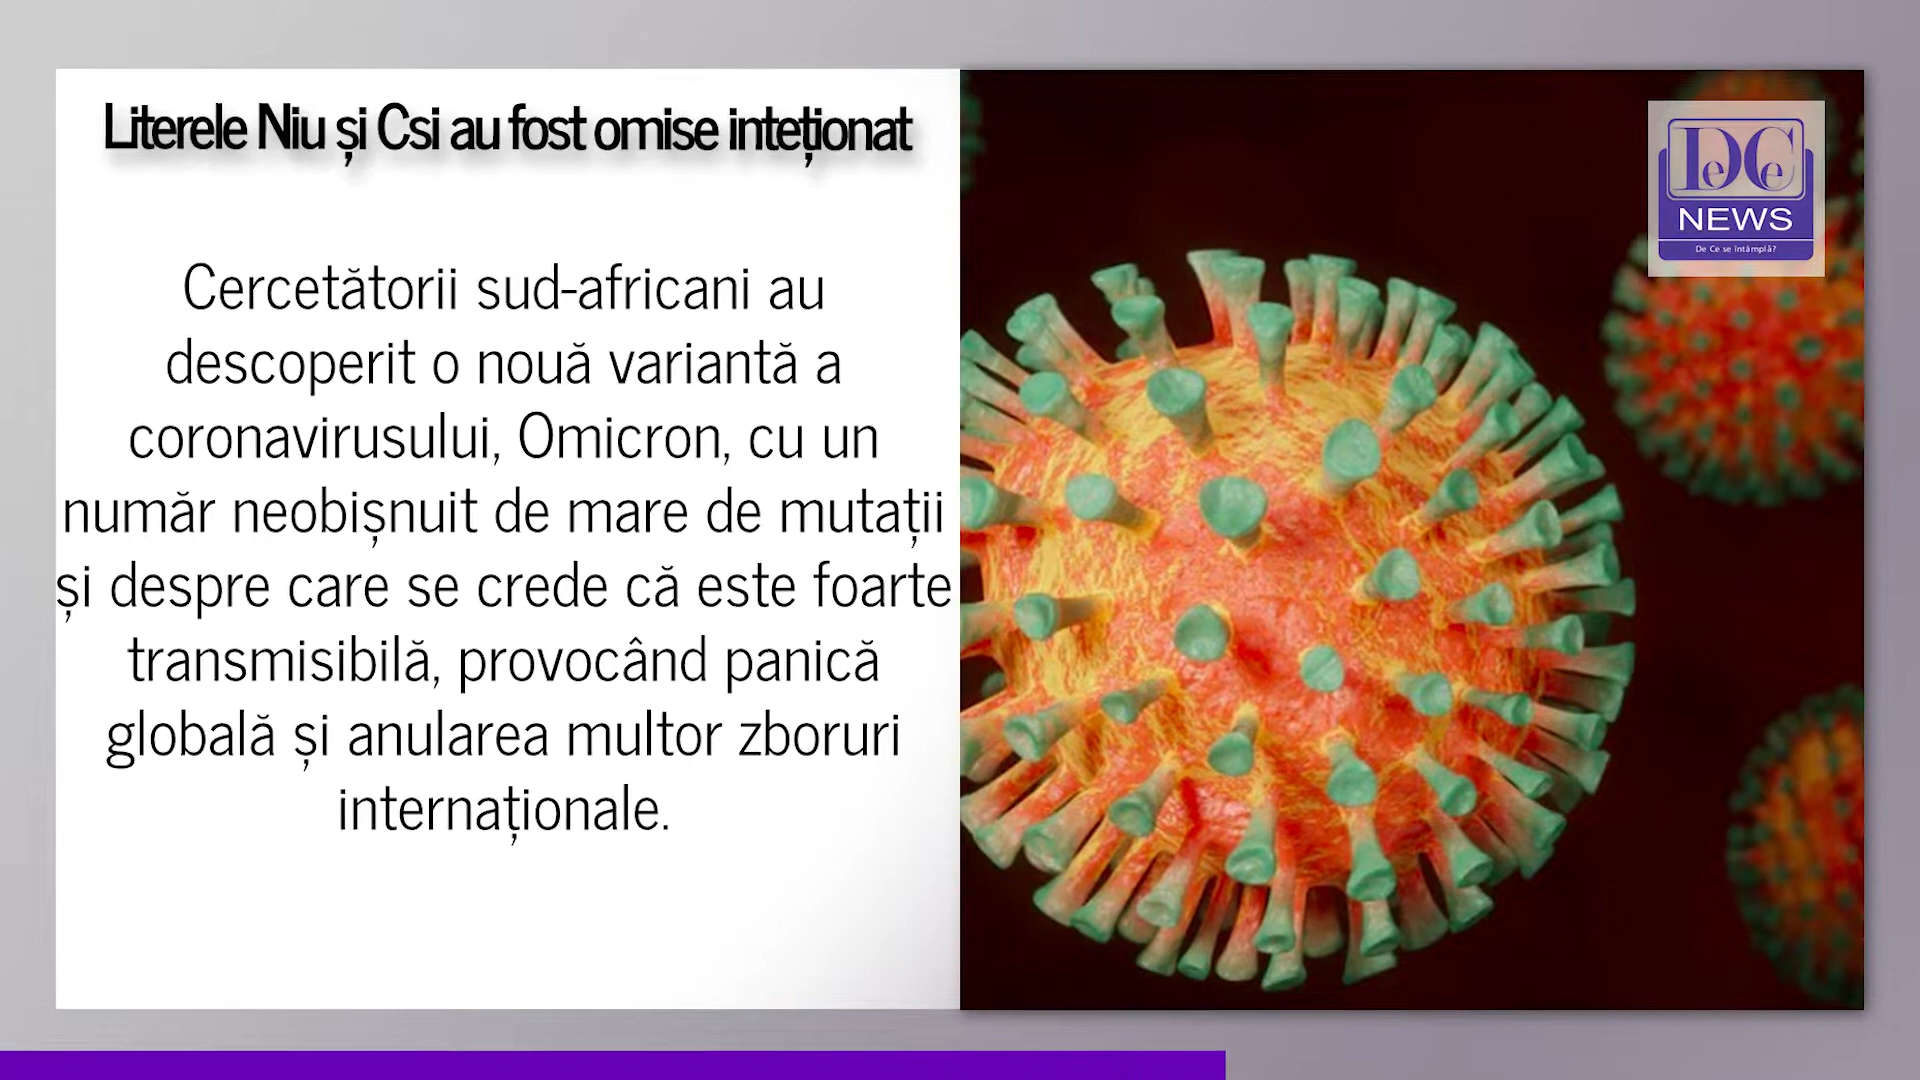 Literele Niu și Csi au fost omise inteționat
Cercetătorii sud-africani au
descoperit o nouă variantă a
coronavirusului, Omicron, cu un
număr neobișnuit de mare de mutații
și despre care se crede că este foarte
transmisibilă, provocând panică
globală și anularea multor zboruri
internaționale.
DeCe
NEWS
De Ce se întâmplă?